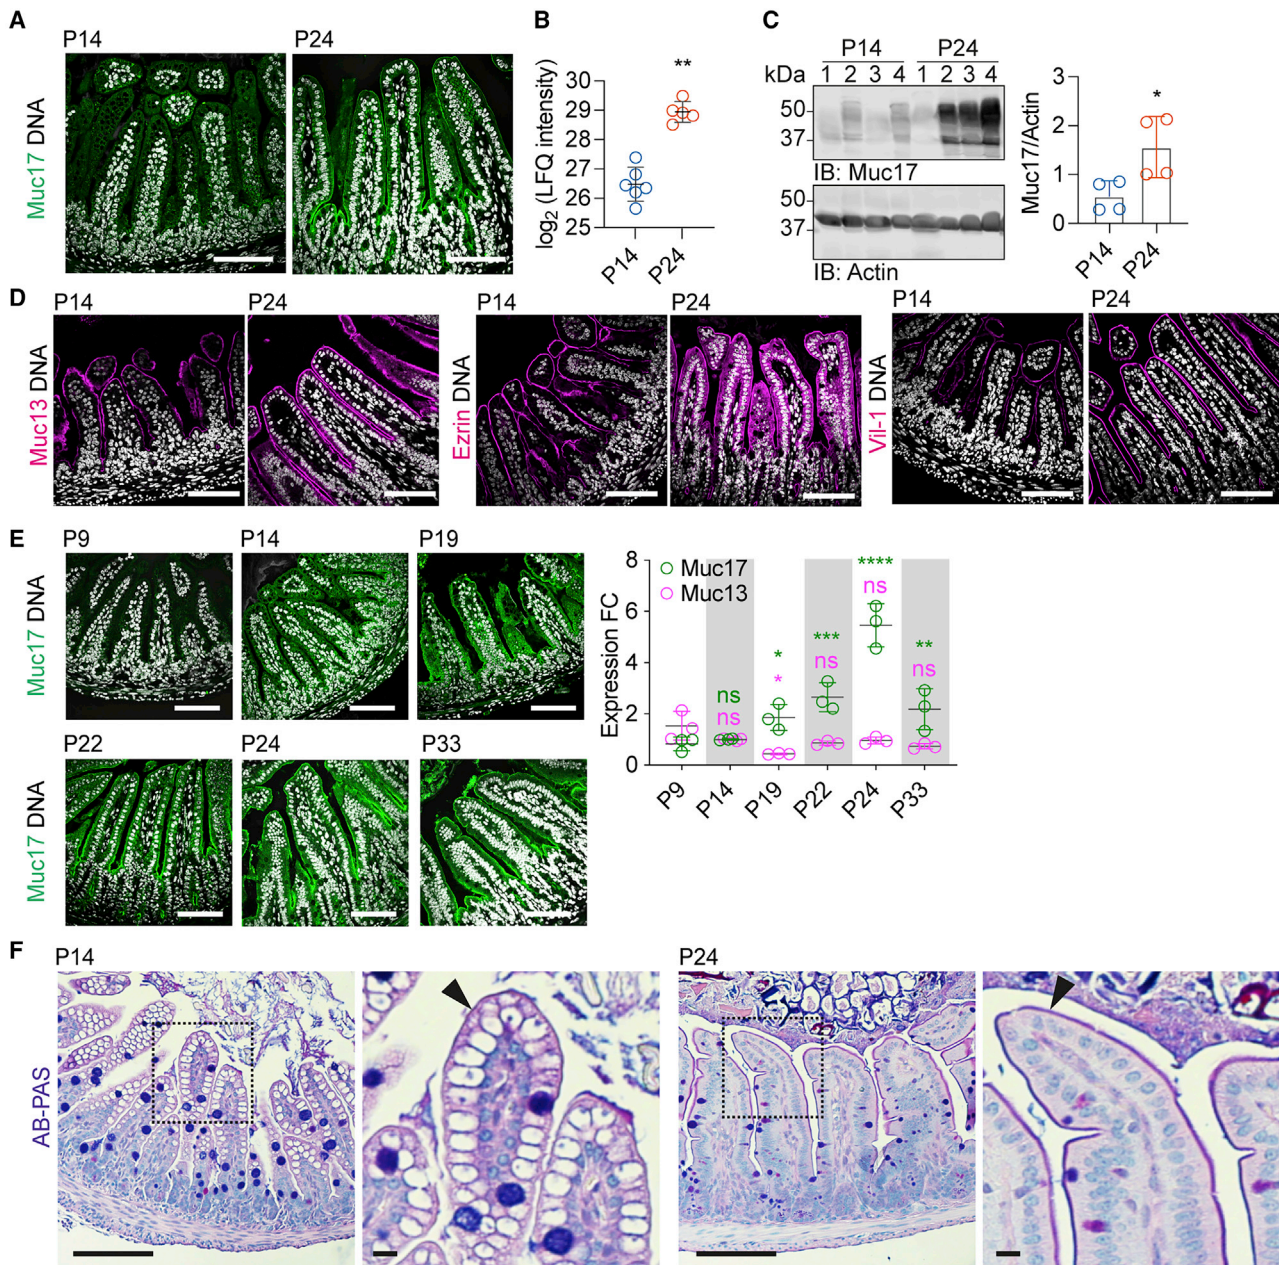 A
P14
P24
Muc17 DNA
B
**
log2 (LFQ intensity)
30
29
28
27
26
25
P14
P24
C
P14
P24
kDa
1 2 3 4 1 2 3 4
50
37
IB: Muc17
50
37
IB: Actin
Muc17/Actin
3
2
1
0
*
P14
P24
D
P14
P24
Muc13 DNA
P14
P24
Ezrin DNA
P14
P24
Vil-1 DNA
E
P9
P14
P19
Muc17 DNA
P22
P24
P33
Muc17 DNA
Expression FC
8
6
4
2
0
Muc17
Muc13
ns
ns
*
*
***
ns
****
ns
**
ns
P9
P14
P19
P22
P24
P33
F
P14
P24
AB-PAS